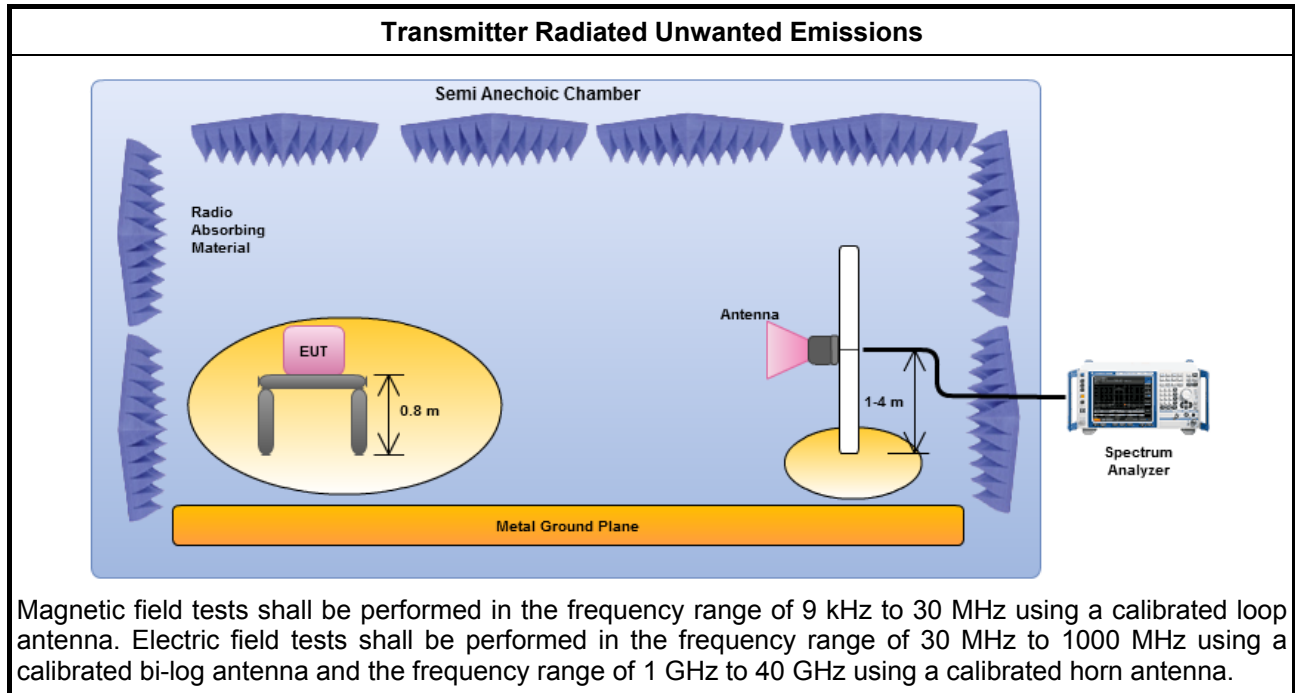 Transmitter Radiated Unwanted Emissions
Semi Anechoic Chamber
Radio
Absorbing
Material
Antenna
EUT
0.8 m
1-4 m
Spectrum
Analyzer
Metal Ground Plane
Magnetic field tests shall be performed in the frequency range of 9 kHz to 30 MHz using a calibrated loop
antenna. Electric field tests shall be performed in the frequency range of 30 MHz to 1000 MHz using a
calibrated bi-log antenna and the frequency range of 1 GHz to 40 GHz using a calibrated horn antenna.